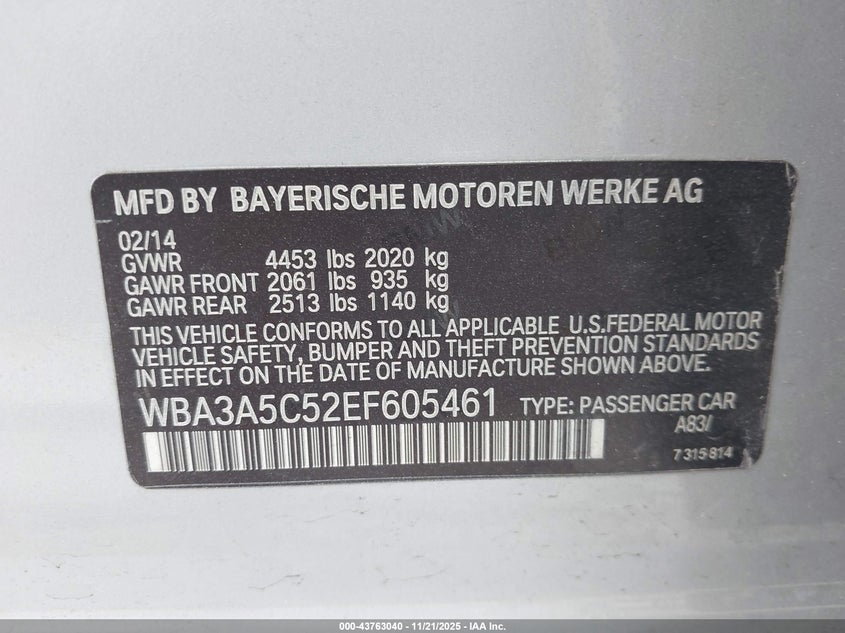 MFD BY BAYERISCHE MOTOREN WERKE AG
02/14
GVWR 4453 lbs 2020 kg
GAWR FRONT 2061 lbs 935 kg
GAWR REAR 2513 lbs 1140 kg
THIS VEHICLE CONFORMS TO ALL APPLICABLE U.S.FEDERAL MOTOR
VEHICLE SAFETY, BUMPER AND THEFT PREVENTION STANDARDS
IN EFFECT ON THE DATE OF MANUFACTURE SHOWN ABOVE.
WBA3A5C52EF605461 TYPE: PASSENGER CAR
A83/
7 315 814
000-43763040 - 11/21/2025 - IAA Inc.